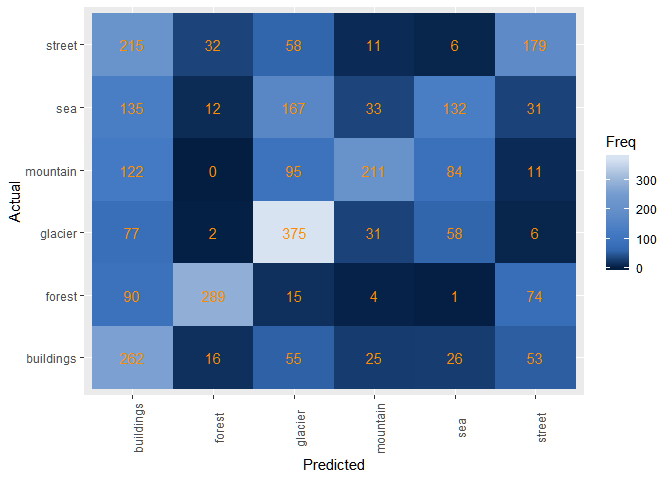 street 215 32 58 11 6 179
sea 135 12 167 33 132 31
mountain 122 0 95 211 84 11
glacier 77 2 375 31 58 6
forest 90 289 15 4 1 74
buildings 262 16 55 25 26 53
buildings forest glacier mountain sea street
Predicted
Actual
Freq
300
200
100
0